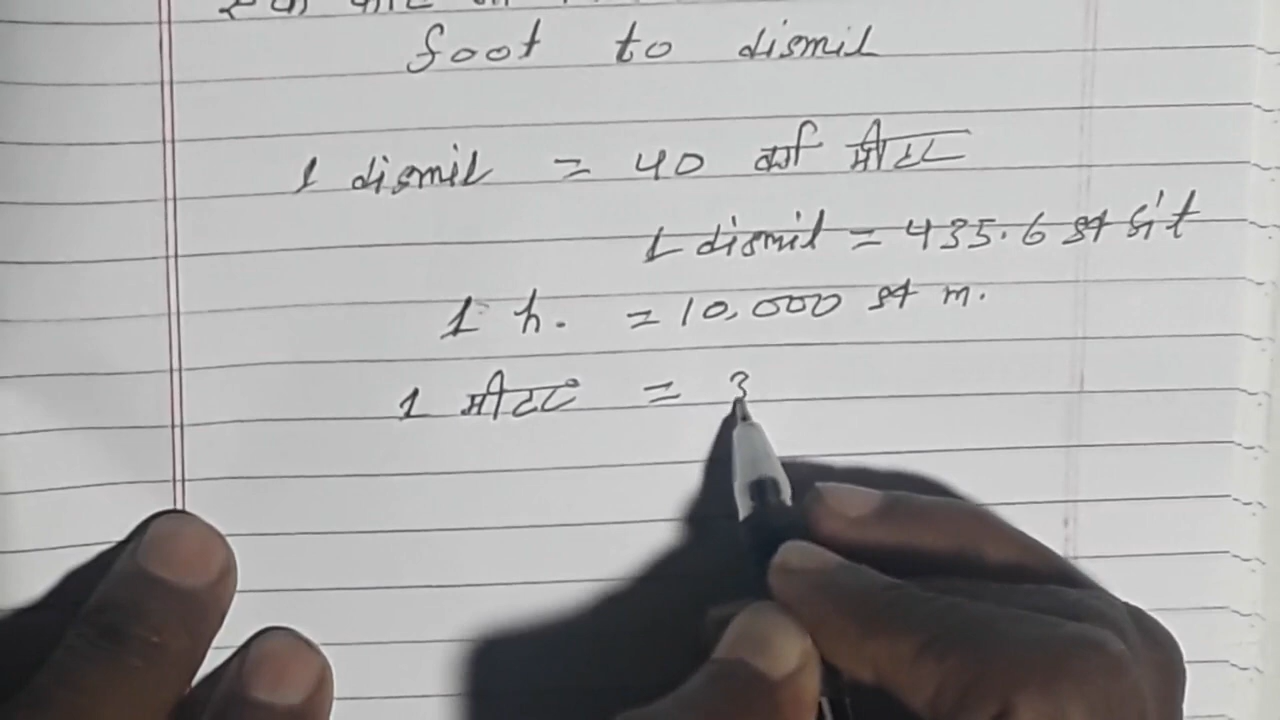 foot to dismil
1 dismil = 40 वर्ग मीटर
1 dismil = 435.6 sq fit
1 h. = 10,000 sq m.
1 मीटर = 3